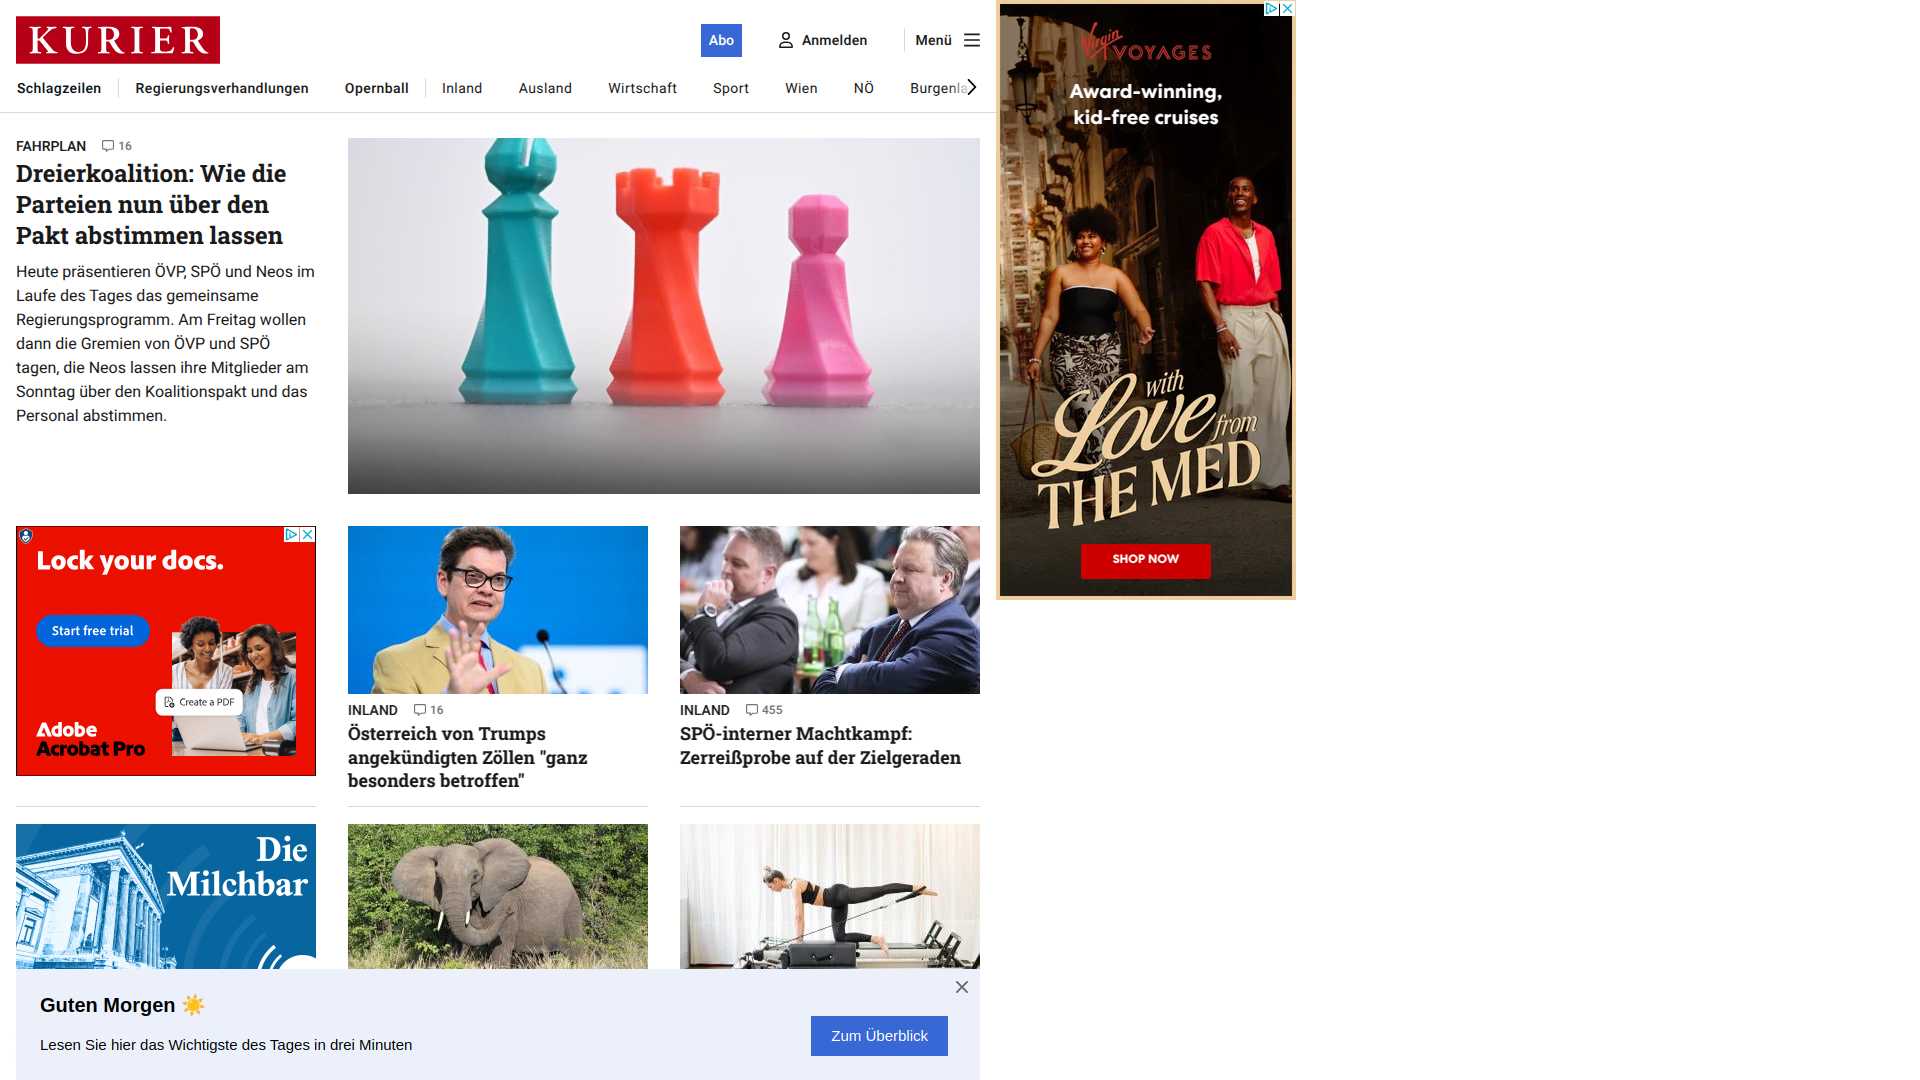 KURIER
Abo
Anmelden
Menü
Schlagzeilen
Regierungsverhandlungen
Opernball
Inland
Ausland
Wirtschaft
Sport
Wien
NÖ
FAHRPLAN 16
Dreierkoalition: Wie die
Parteien nun über den
Pakt abstimmen lassen
Heute präsentieren ÖVP, SPÖ und Neos im
Laufe des Tages das gemeinsame
Regierungsprogramm. Am Freitag wollen
dann die Gremien von ÖVP und SPÖ
tagen, die Neos lassen ihre Mitglieder am
Sonntag über den Koalitionspakt und das
Personal abstimmen.
Virgin
VOYAGES
Award-winning,
kid-free cruises
with
Love from
THE MED
SHOP NOW
Lock your docs.
Start free trial
Create a PDF
Adobe
Acrobat Pro
INLAND 16
Österreich von Trumps
angekündigten Zöllen "ganz
besonders betroffen"
INLAND 455
SPÖ-interner Machtkampf:
Zerreißprobe auf der Zielgeraden
Die
Milchbar
Guten Morgen ☀️
Lesen Sie hier das Wichtigste des Tages in drei Minuten
Zum Überblick